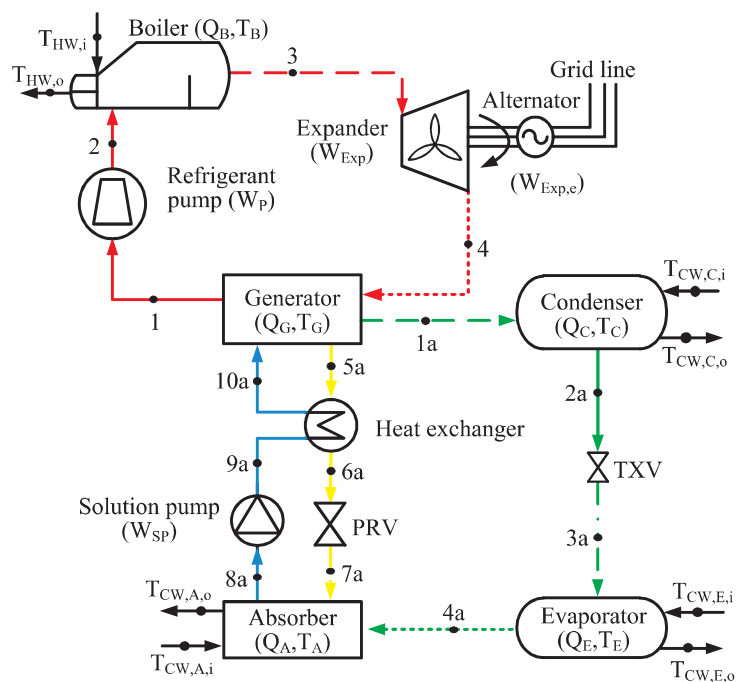 Boiler (Q_B,T_B)
T_HW,i
T_HW,o
3
Grid line
Alternator
Expander
(W_Exp)
2
(W_Exp,e)
Refrigerant
pump (W_P)
4
T_CW,C,i
Generator
(Q_G,T_G)
Condenser
(Q_C,T_C)
1
1a
T_CW,C,o
5a
10a
2a
Heat exchanger
9a
6a
TXV
Solution pump
(W_SP)
PRV
3a
8a
7a
T_CW,A,o
4a
T_CW,E,i
Absorber
(Q_A,T_A)
Evaporator
(Q_E,T_E)
T_CW,A,i
T_CW,E,o